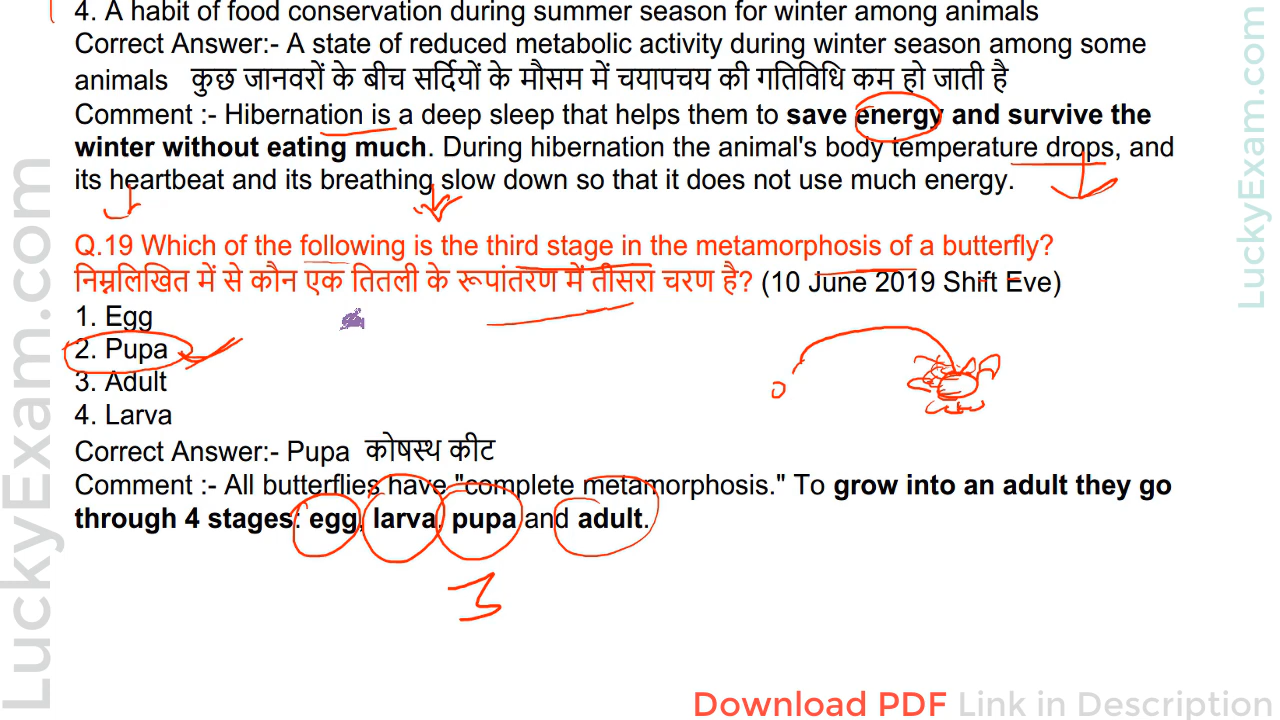 4. A habit of food conservation during summer season for winter among animals
Correct Answer:- A state of reduced metabolic activity during winter season among some
animals कुछ जानवरों के बीच सर्दियों के मौसम में चयापचय की गतिविधि कम हो जाती है
Comment :- Hibernation is a deep sleep that helps them to save energy and survive the
winter without eating much. During hibernation the animal's body temperature drops, and
its heartbeat and its breathing slow down so that it does not use much energy.
Q.19 Which of the following is the third stage in the metamorphosis of a butterfly?
निम्नलिखित में से कौन एक तितली के रूपांतरण में तीसरा चरण है? (10 June 2019 Shift Eve)
1. Egg
2. Pupa
3. Adult
4. Larva
Correct Answer:- Pupa कोषस्थ कीट
Comment :- All butterflies have "complete metamorphosis." To grow into an adult they go
through 4 stages: egg, larva, pupa and adult.
3
Download PDF Link in Description
LuckyExam.com
LuckyExam.com